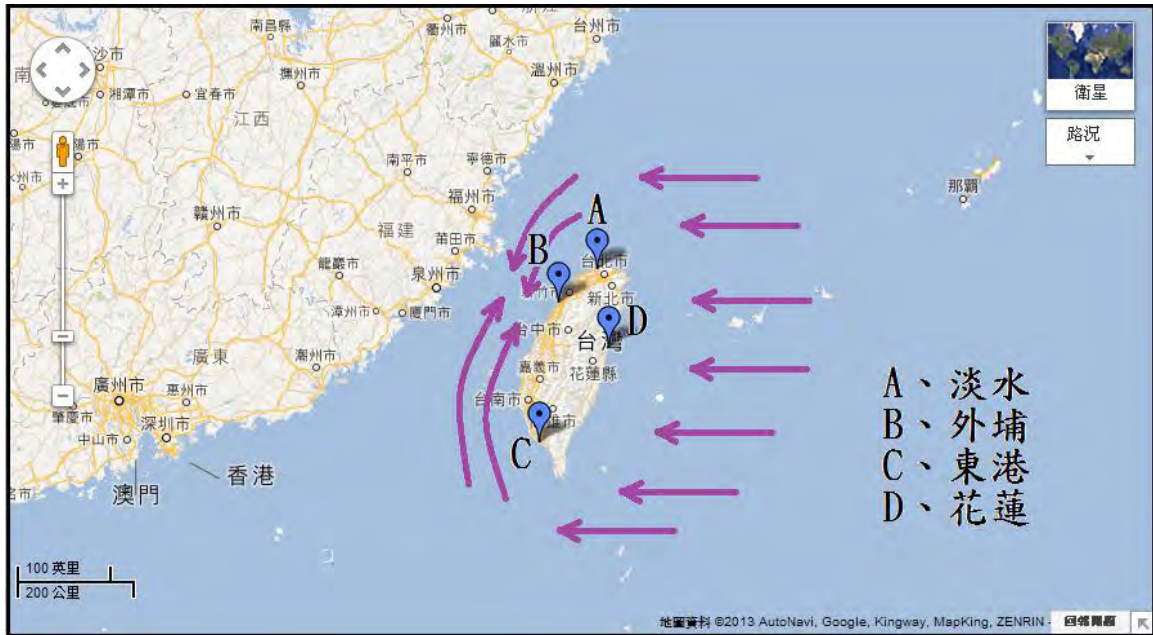 南昌縣
衢州市
台州市
麗水市
溫州市
撫州市
湘潭市
宜春市
江西
衛星
路況
南平市
寧德市
那霸
福州市
贛州市
福建
莆田市
A
B
台北市
龍巖市
泉州市
新北市
漳州市
廈門市
D
台中市
台灣
廣東
潮州市
嘉義市
花蓮縣
廣州市
惠州市
台南市
肇慶市
深圳市
中山市
C
香港
澳門
A、淡水
B、外埔
C、東港
D、花蓮
100 英里
200 公里
地圖資料 ©2013 AutoNavi, Google, Kingway, MapKing, ZENRIN -
回報問題